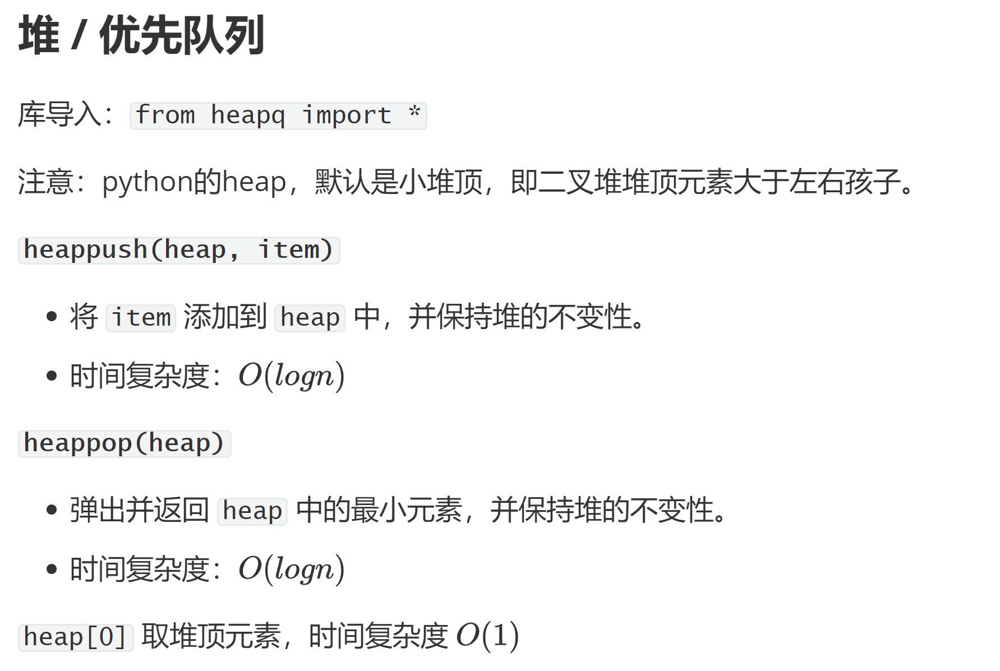 堆 / 优先队列
库导入： from heapq import *
注意：python的heap，默认是小堆顶，即二叉堆堆顶元素大于左右孩子。
heappush(heap, item)
• 将 item 添加到 heap 中，并保持堆的不变性。
• 时间复杂度：O(logn)
heappop(heap)
• 弹出并返回 heap 中的最小元素，并保持堆的不变性。
• 时间复杂度：O(logn)
heap[0] 取堆顶元素，时间复杂度 O(1)